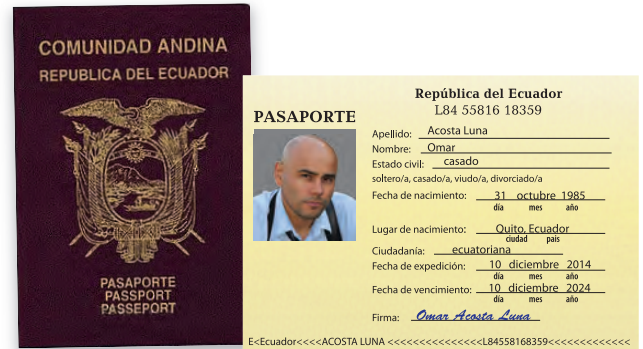 COMUNIDAD ANDINA
REPUBLICA DEL ECUADOR
PASAPORTE
PASSPORT
PASSEPORT
República del Ecuador
L84 55816 18359
PASAPORTE
Apellido: Acosta Luna
Nombre: Omar
Estado civil: casado
soltero/a, casado/a, viudo/a, divorciado/a
Fecha de nacimiento: 31 octubre 1985
día mes año
Lugar de nacimiento: Quito, Ecuador
ciudad pais
Ciudadanía: ecuatoriana
Fecha de expedición: 10 diciembre 2014
día mes año
Fecha de vencimiento: 10 diciembre 2024
día mes año
Firma: Omar Acosta Luna
E<Ecuador<<<<ACOSTA LUNA <<<<<<<<<<<<<<<L84558168359<<<<<<<<<<<<<